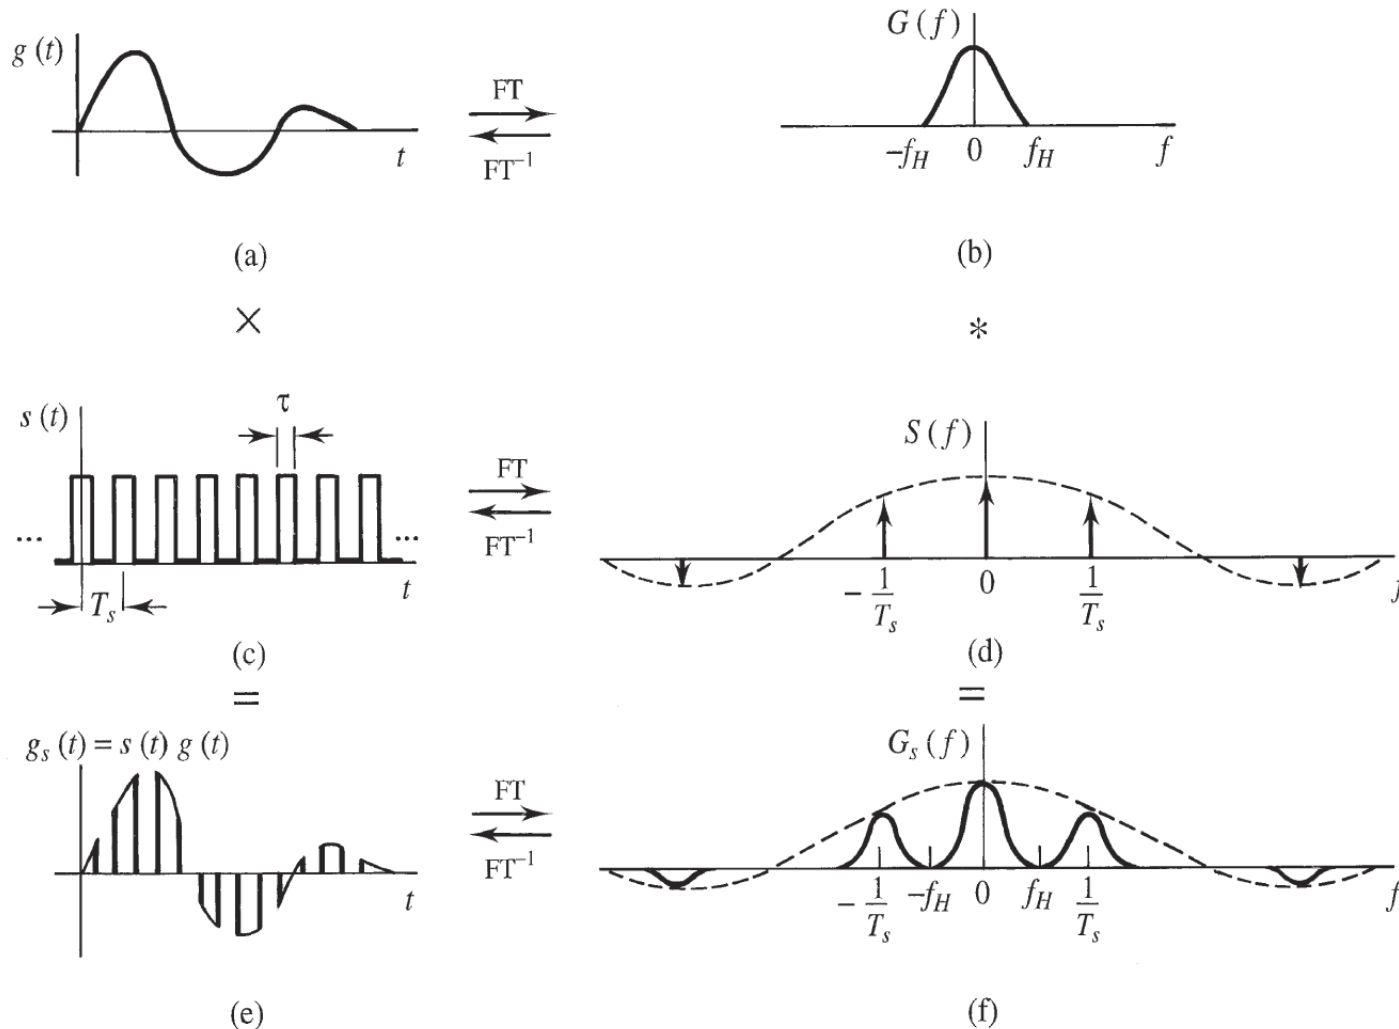 g (t)
t
FT
FT⁻¹
G (f)
−f_H 0 f_H f
(a)
(b)
×
*
s (t)
τ
...
...
T_s
t
FT
FT⁻¹
S (f)
− 1/T_s 0 1/T_s f
(c)
(d)
=
=
g_s (t) = s (t) g (t)
t
FT
FT⁻¹
G_s (f)
− 1/T_s −f_H 0 f_H 1/T_s f
(e)
(f)